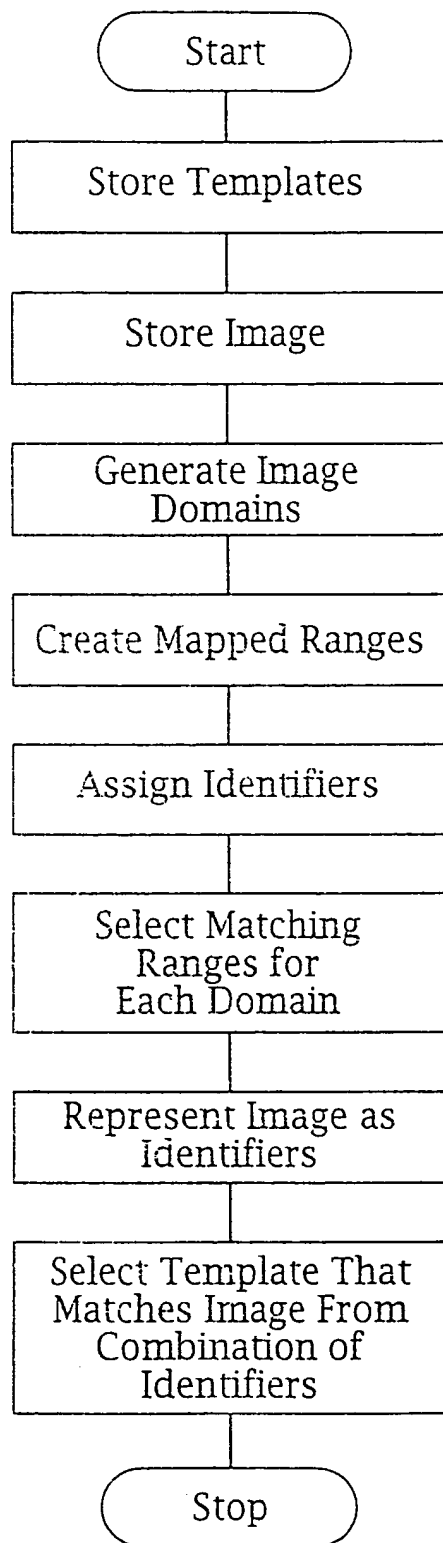 Start
Store Templates
Store Image
Generate Image
Domains
Create Mapped Ranges
Assign Identifiers
Select Matching
Ranges for
Each Domain
Represent Image as
Identifiers
Select Template That
Matches Image From
Combination of
Identifiers
Stop